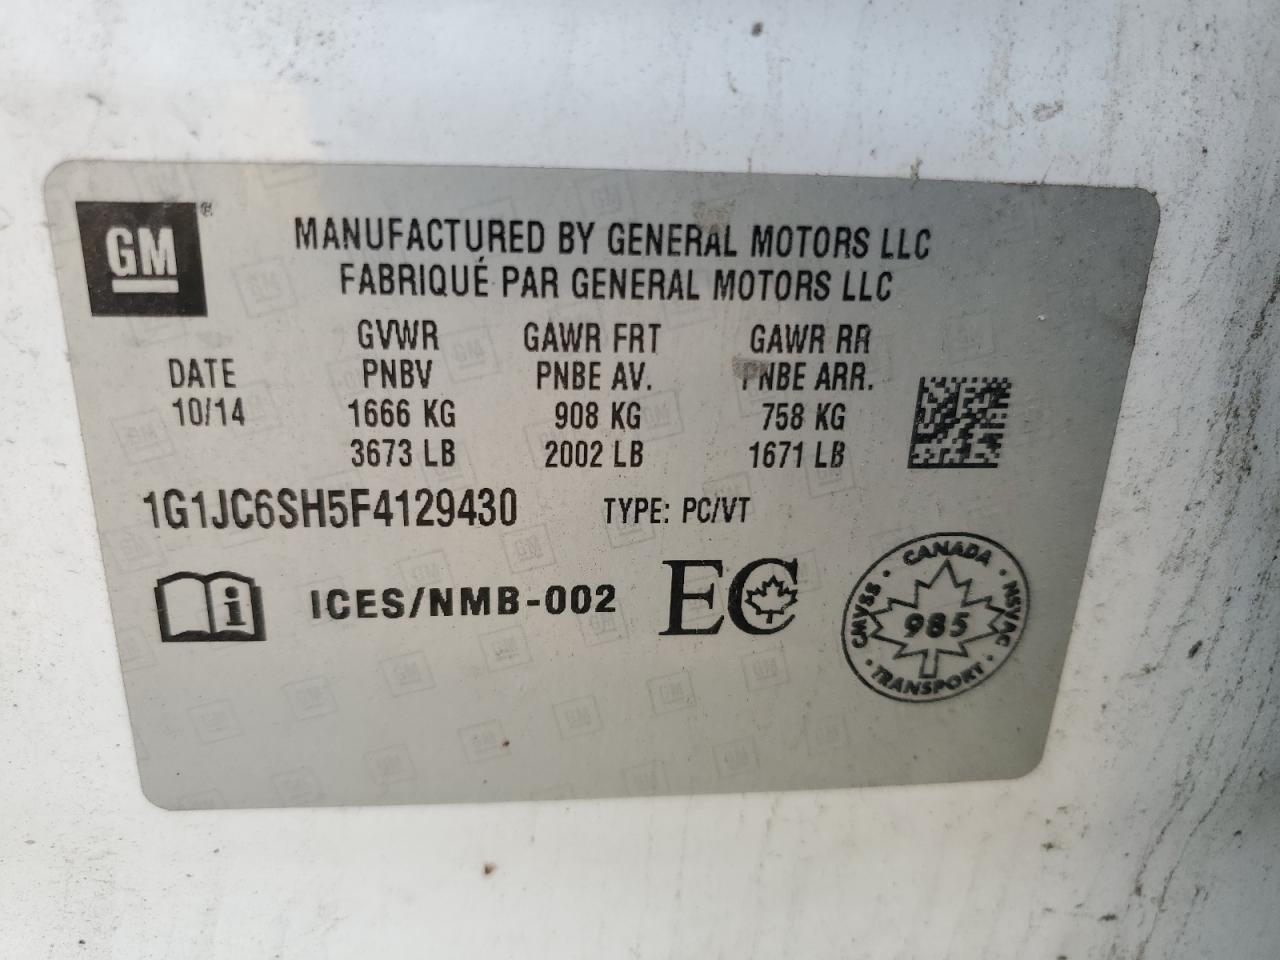 GM®
MANUFACTURED BY GENERAL MOTORS LLC
FABRIQUÉ PAR GENERAL MOTORS LLC
GVWR GAWR FRT GAWR RR
DATE PNBV PNBE AV. PNBE ARR.
10/14 1666 KG 908 KG 758 KG
3673 LB 2002 LB 1671 LB
1G1JC6SH5F4129430 TYPE: PC/VT
i ICES/NMB-002 EC
CANADA
CMVSS · NSVAC
985
TRANSPORT